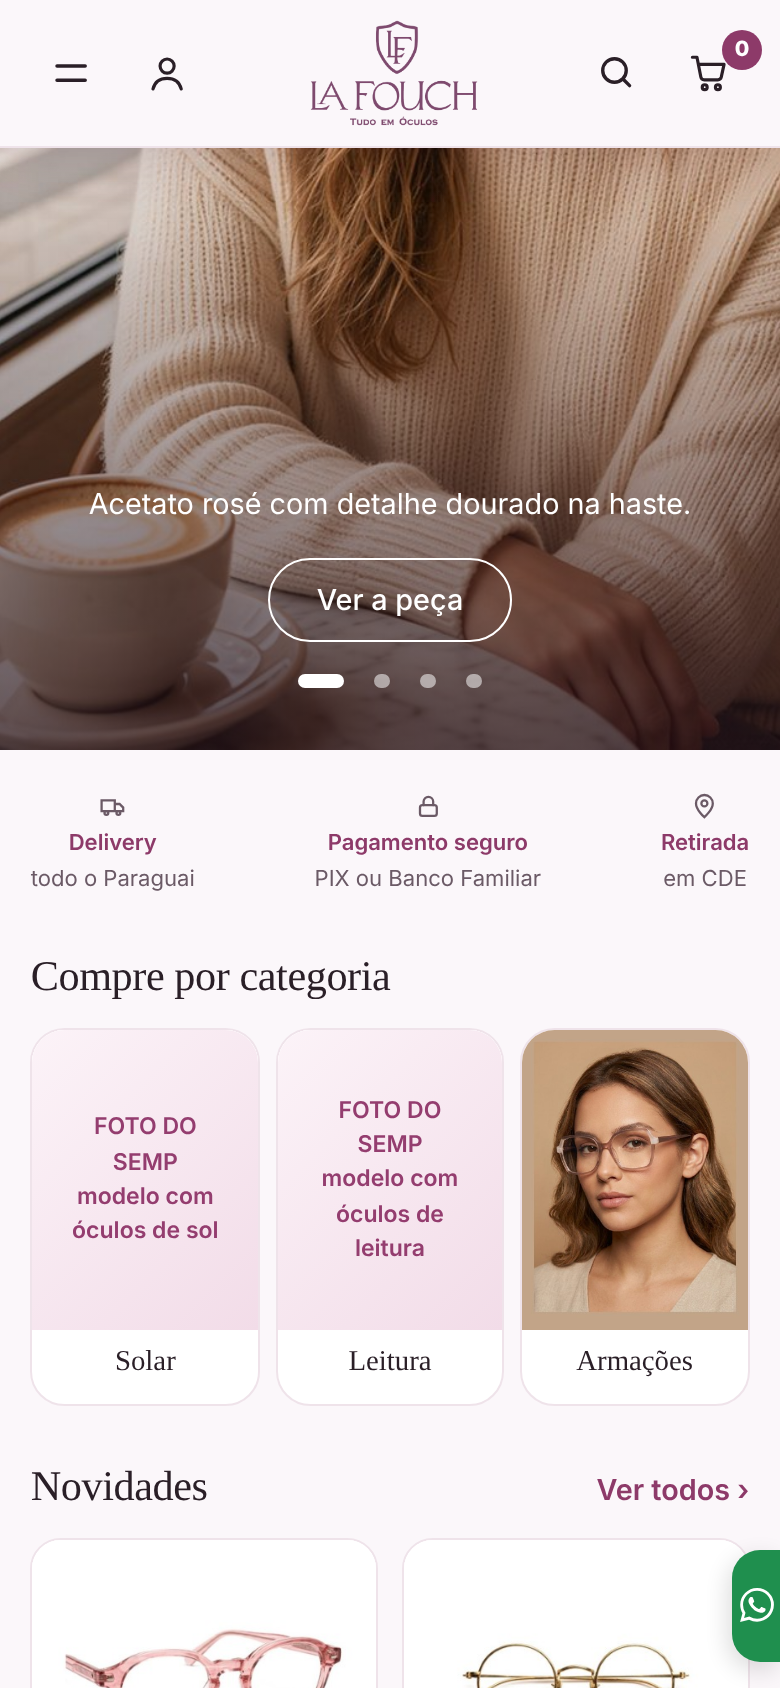 LF
0
LA FOUCH
Tudo em Óculos
Acetato rosé com detalhe dourado na haste.
Ver a peça
Delivery
todo o Paraguai
Pagamento seguro
PIX ou Banco Familiar
Retirada
em CDE
Compre por categoria
FOTO DO
SEMP
modelo com
óculos de sol
Solar
FOTO DO
SEMP
modelo com
óculos de
leitura
Leitura
Armações
Novidades
Ver todos ›